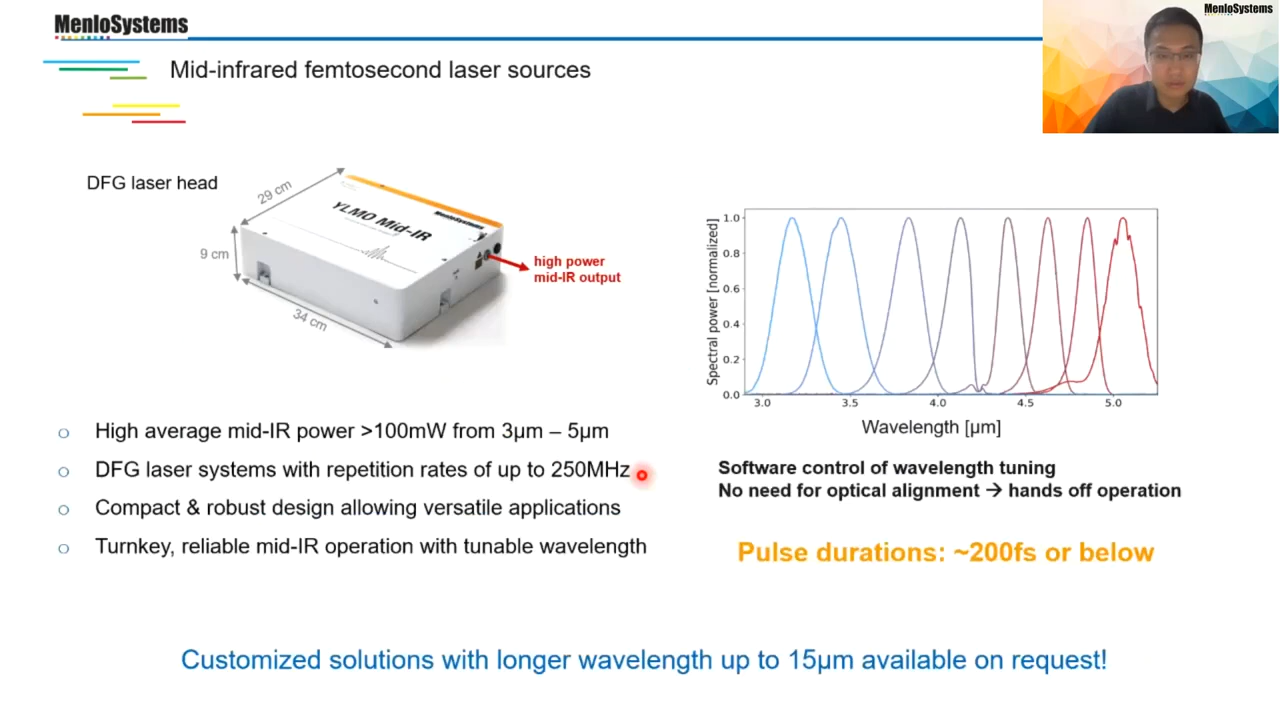 MenloSystems
MenloSystems
Mid-infrared femtosecond laser sources
DFG laser head
29 cm
9 cm
34 cm
YLMO Mid-IR
MenloSystems
high power
mid-IR output
Spectral power [normalized]
1.0
0.8
0.6
0.4
0.2
0.0
3.0 3.5 4.0 4.5 5.0
Wavelength [µm]
o High average mid-IR power >100mW from 3µm – 5µm
o DFG laser systems with repetition rates of up to 250MHz
o Compact & robust design allowing versatile applications
o Turnkey, reliable mid-IR operation with tunable wavelength
Software control of wavelength tuning
No need for optical alignment → hands off operation
Pulse durations: ~200fs or below
Customized solutions with longer wavelength up to 15µm available on request!